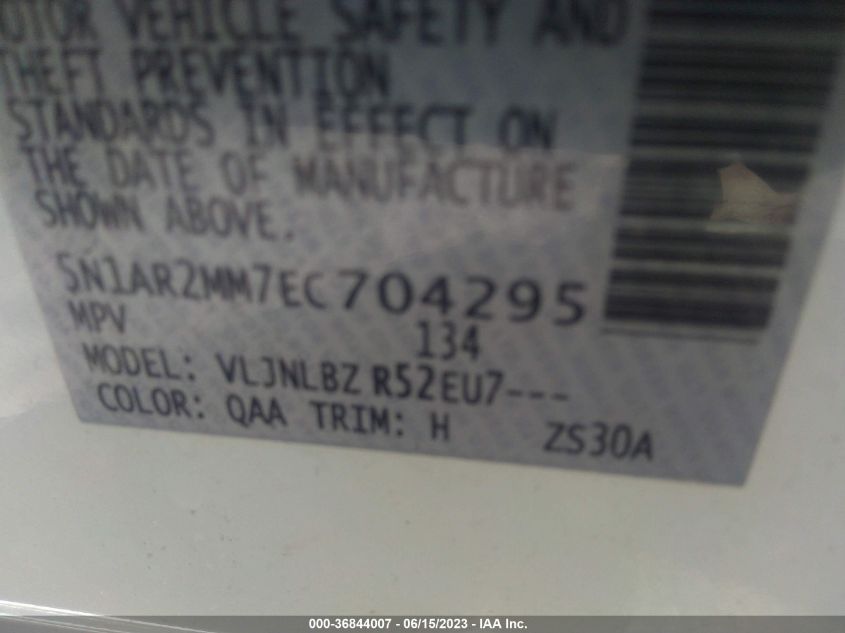 MOTOR VEHICLE SAFETY AND
THEFT PREVENTION
STANDARDS IN EFFECT ON
THE DATE OF MANUFACTURE
SHOWN ABOVE.
5N1AR2MM7EC704295
MPV 134
MODEL: VLJNLBZ R52EU7---
COLOR: QAA TRIM: H ZS30A
000-36844007 - 06/15/2023 - IAA Inc.